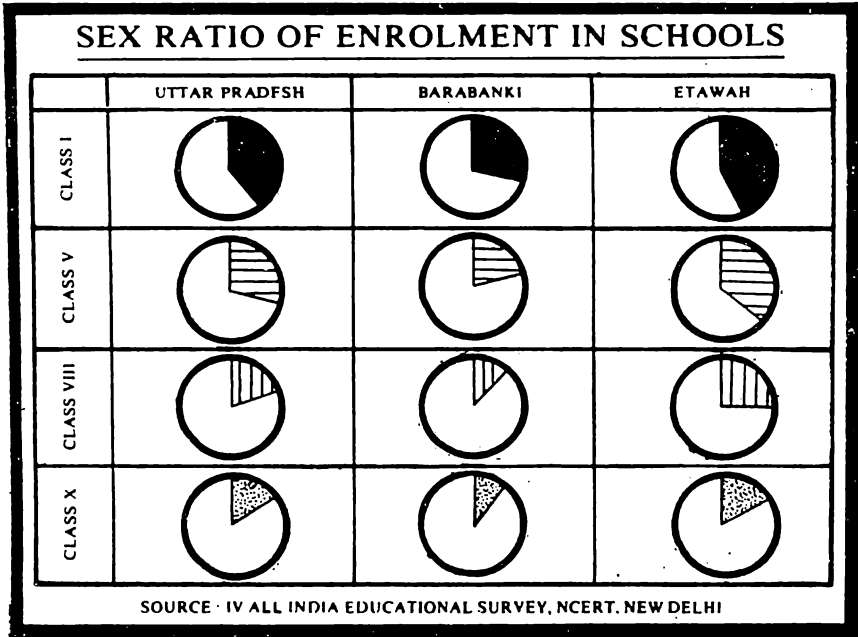 SEX RATIO OF ENROLMENT IN SCHOOLS
UTTAR PRADFSH BARABANKI ETAWAH
CLASS I
CLASS V
CLASS VIII
CLASS X
SOURCE · IV ALL INDIA EDUCATIONAL SURVEY, NCERT. NEW DELHI